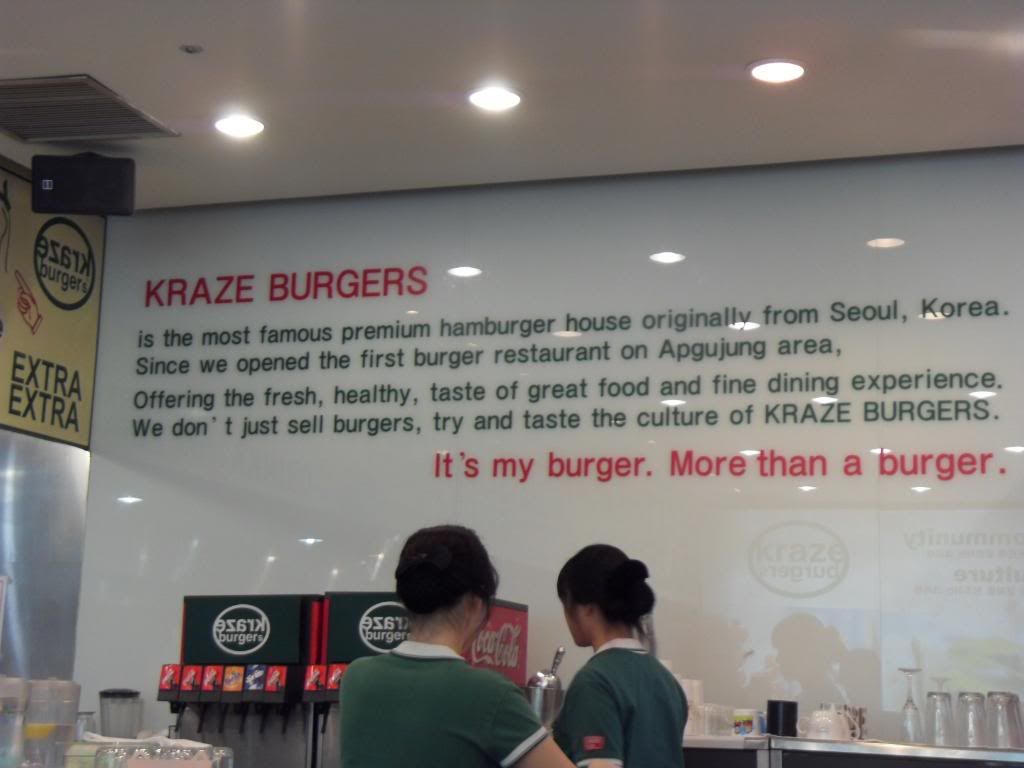 kraze
burgers
EXTRA
EXTRA
KRAZE BURGERS
is the most famous premium hamburger house originally from Seoul, Korea.
Since we opened the first burger restaurant on Apgujung area,
Offering the fresh, healthy, taste of great food and fine dining experience.
We don't just sell burgers, try and taste the culture of KRAZE BURGERS.
It's my burger. More than a burger.
kraze
burgers
ommunity
ulture
kraze
burgers
kraze
burgers
Coca-Cola